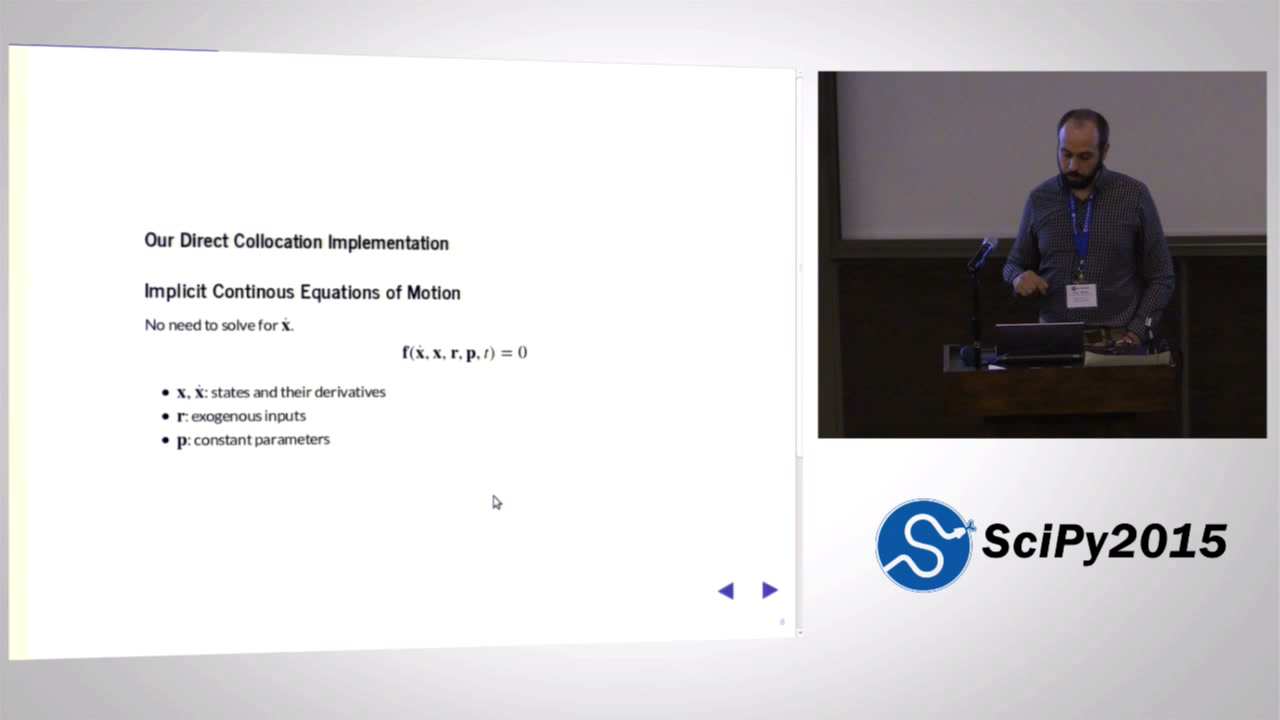 Our Direct Collocation Implementation
Implicit Continous Equations of Motion
No need to solve for ẋ.
f(ẋ, x, r, p, t) = 0
• x, ẋ: states and their derivatives
• r: exogenous inputs
• p: constant parameters
SciPy2015